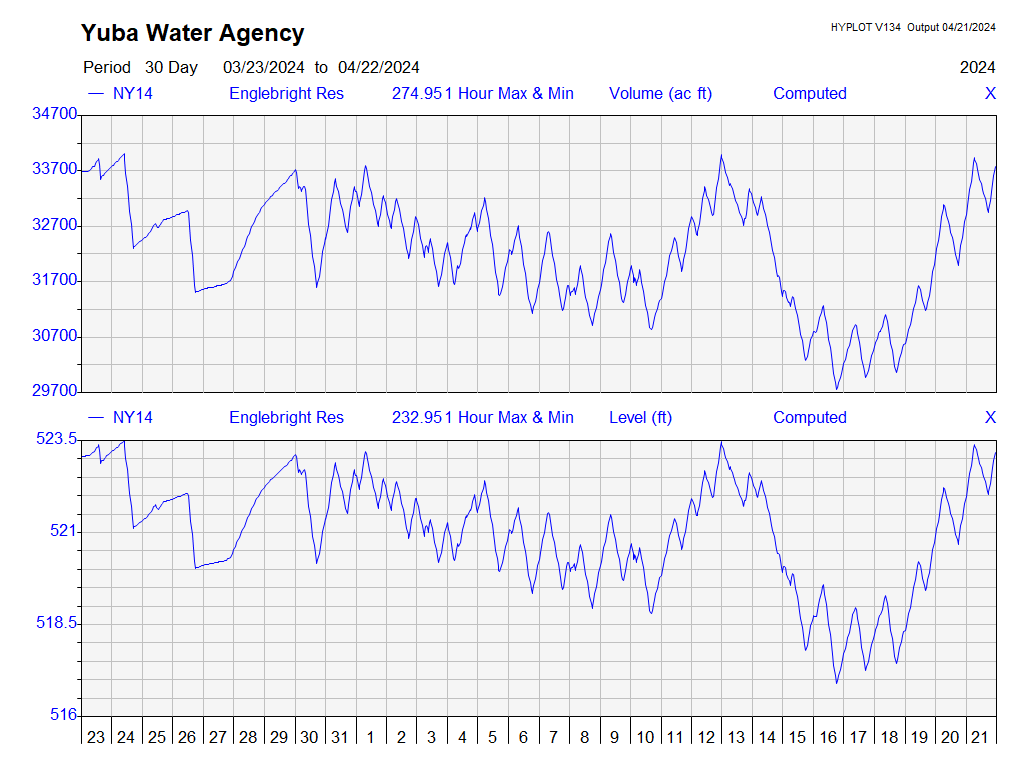 Yuba Water Agency
HYPLOT V134 Output 04/21/2024
Period 30 Day 03/23/2024 to 04/22/2024 2024
NY14 Englebright Res 274.951 Hour Max & Min Volume (ac ft) Computed X
34700
33700
32700
31700
30700
29700
NY14 Englebright Res 232.951 Hour Max & Min Level (ft) Computed X
523.5
521
518.5
516
23 24 25 26 27 28 29 30 31 1 2 3 4 5 6 7 8 9 10 11 12 13 14 15 16 17 18 19 20 21